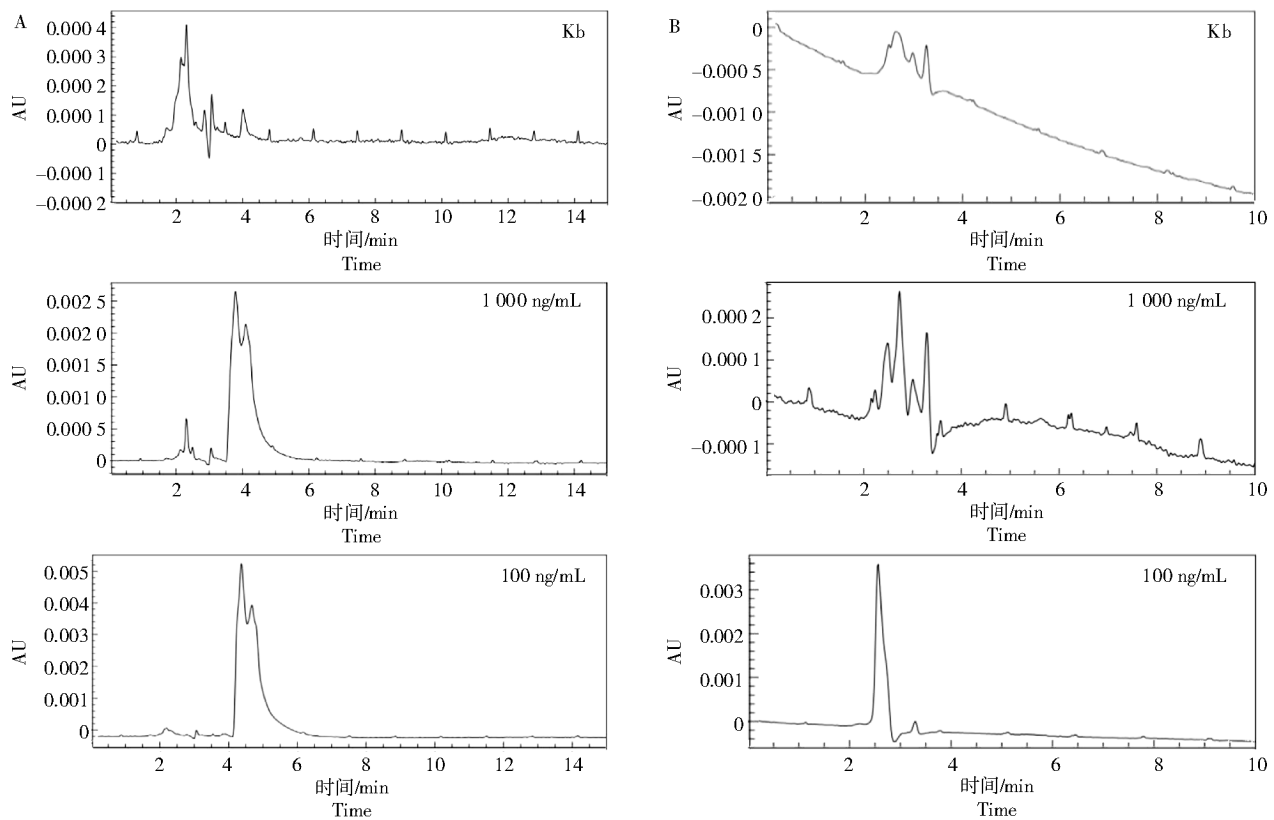 A
Kb
0.000 4
0.000 3
0.000 2
0.000 1
0
−0.000 1
−0.000 2
AU
2 4 6 8 10 12 14
时间/min
Time
B
Kb
0
−0.000 5
−0.001 0
−0.001 5
−0.002 0
AU
2 4 6 8 10
时间/min
Time
1 000 ng/mL
0.002 5
0.002 0
0.001 5
0.001 0
0.000 5
0
AU
2 4 6 8 10 12 14
时间/min
Time
1 000 ng/mL
0.000 2
0.000 1
0
−0.000 1
AU
2 4 6 8 10
时间/min
Time
100 ng/mL
0.005
0.004
0.003
0.002
0.001
0
AU
2 4 6 8 10 12 14
时间/min
Time
100 ng/mL
0.003
0.002
0.001
0
AU
2 4 6 8 10
时间/min
Time